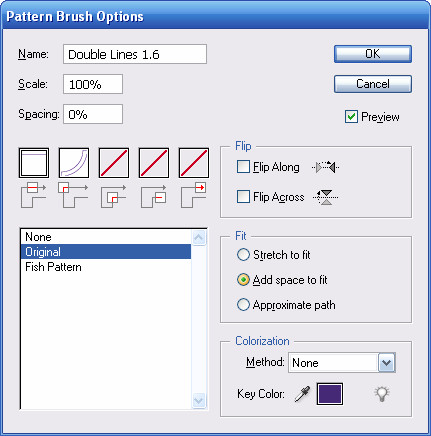 Pattern Brush Options
Name: Double Lines 1.6
OK
Scale: 100%
Cancel
Spacing: 0%
Preview
Flip
Flip Along
Flip Across
None
Original
Fish Pattern
Fit
Stretch to fit
Add space to fit
Approximate path
Colorization
Method: None
Key Color: